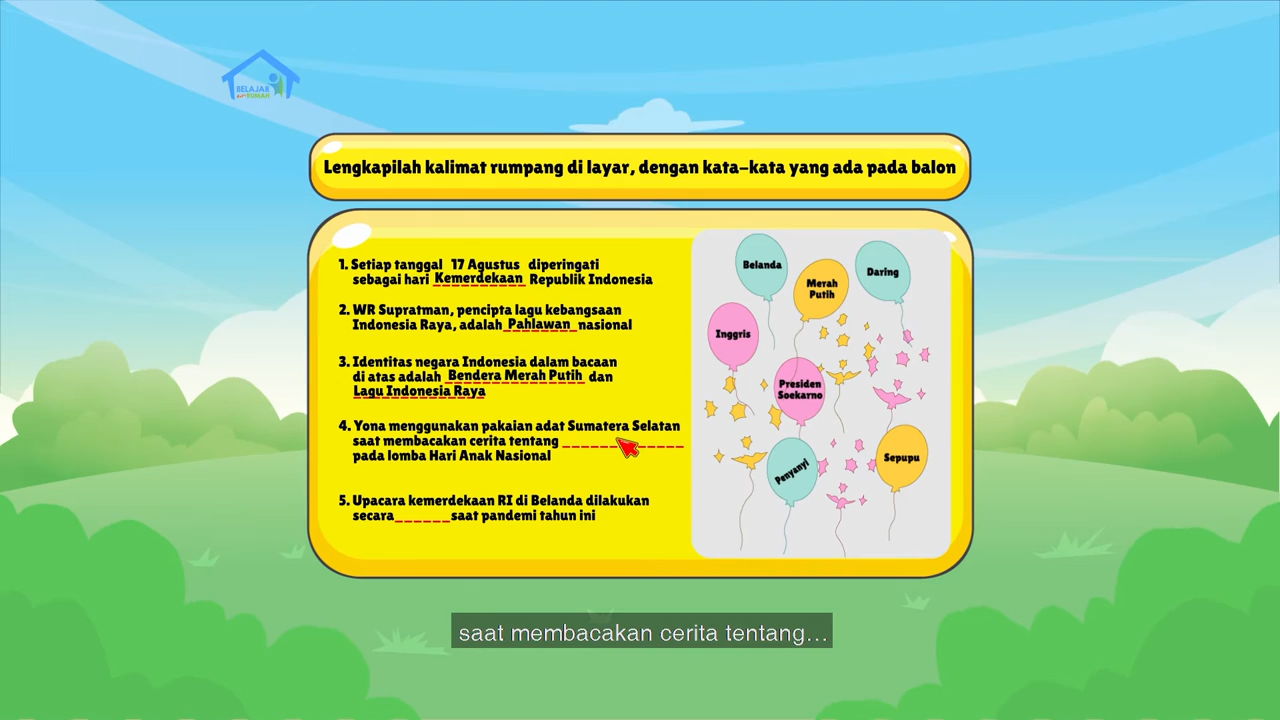 BELAJAR
dari RUMAH
Lengkapilah kalimat rumpang di layar, dengan kata-kata yang ada pada balon
1. Setiap tanggal 17 Agustus diperingati
sebagai hari Kemerdekaan Republik Indonesia
2. WR Supratman, pencipta lagu kebangsaan
Indonesia Raya, adalah Pahlawan nasional
3. Identitas negara Indonesia dalam bacaan
di atas adalah Bendera Merah Putih dan
Lagu Indonesia Raya
4. Yona menggunakan pakaian adat Sumatera Selatan
saat membacakan cerita tentang ____________
pada lomba Hari Anak Nasional
5. Upacara kemerdekaan RI di Belanda dilakukan
secara______saat pandemi tahun ini
Belanda
Merah
Putih
Daring
Inggris
Presiden
Soekarno
Penyanyi
Sepupu
saat membacakan cerita tentang...